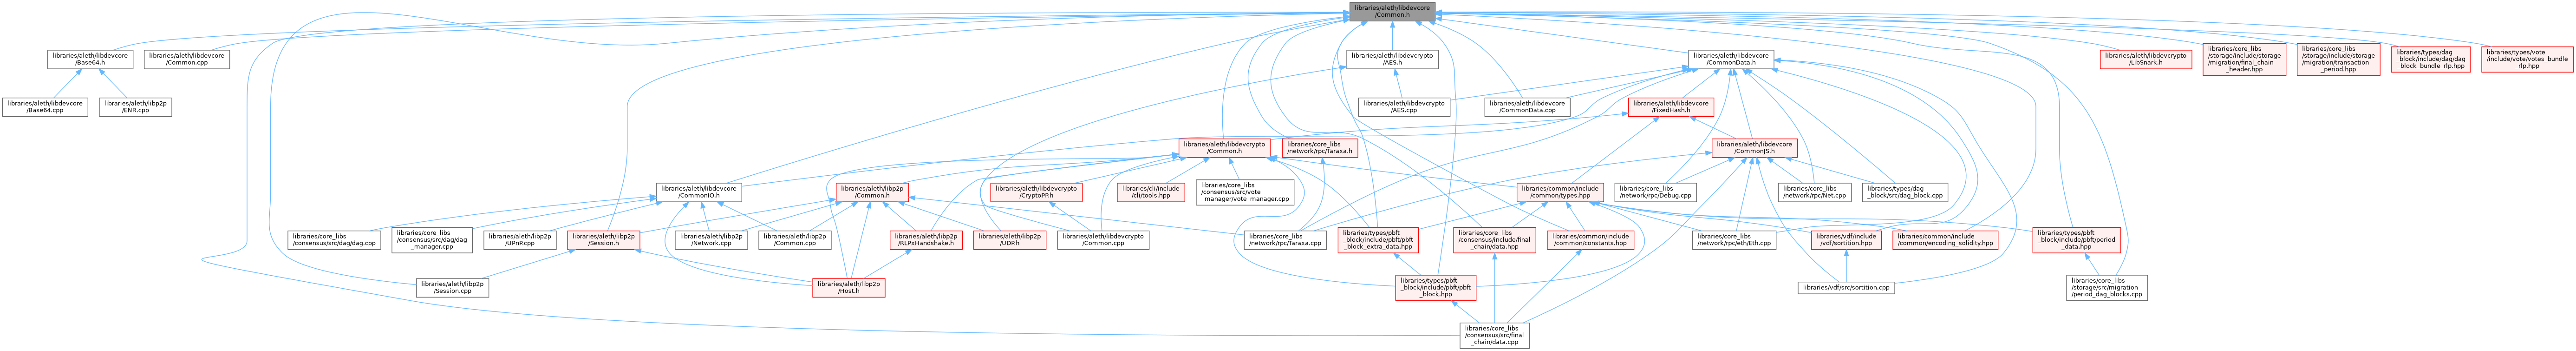 libraries/aleth/libdevcore
/Common.h
libraries/aleth/libdevcore
/Base64.h
libraries/aleth/libdevcore
/Common.cpp
libraries/aleth/libdevcrypto
/AES.h
libraries/aleth/libdevcore
/CommonData.h
libraries/aleth/libdevcrypto
/LibSnark.h
libraries/core_libs
/storage/include/storage
/migration/final_chain
_header.hpp
libraries/core_libs
/storage/include/storage
/migration/transaction
_period.hpp
libraries/types/dag
_block/include/dag/dag
_block_bundle_rlp.hpp
libraries/types/vote
/include/vote/votes_bundle
_rlp.hpp
libraries/aleth/libdevcore
/Base64.cpp
libraries/aleth/libp2p
/ENR.cpp
libraries/aleth/libdevcrypto
/AES.cpp
libraries/aleth/libdevcore
/CommonData.cpp
libraries/aleth/libdevcore
/FixedHash.h
libraries/aleth/libdevcrypto
/Common.h
libraries/core_libs
/network/rpc/Taraxa.h
libraries/aleth/libdevcore
/CommonJS.h
libraries/aleth/libdevcore
/CommonIO.h
libraries/aleth/libp2p
/Common.h
libraries/aleth/libdevcrypto
/CryptoPP.h
libraries/cli/include
/cli/tools.hpp
libraries/core_libs
/consensus/src/vote
_manager/vote_manager.cpp
libraries/common/include
/common/types.hpp
libraries/core_libs
/network/rpc/Debug.cpp
libraries/core_libs
/network/rpc/Net.cpp
libraries/types/dag
_block/src/dag_block.cpp
libraries/core_libs
/consensus/src/dag/dag.cpp
libraries/core_libs
/consensus/src/dag/dag
_manager.cpp
libraries/aleth/libp2p
/UPnP.cpp
libraries/aleth/libp2p
/Session.h
libraries/aleth/libp2p
/Network.cpp
libraries/aleth/libp2p
/Common.cpp
libraries/aleth/libp2p
/RLPxHandshake.h
libraries/aleth/libp2p
/UDP.h
libraries/aleth/libdevcrypto
/Common.cpp
libraries/core_libs
/network/rpc/Taraxa.cpp
libraries/types/pbft
_block/include/pbft/pbft
_block_extra_data.hpp
libraries/core_libs
/consensus/include/final
_chain/data.hpp
libraries/common/include
/common/constants.hpp
libraries/core_libs
/network/rpc/eth/Eth.cpp
libraries/vdf/include
/vdf/sortition.hpp
libraries/common/include
/common/encoding_solidity.hpp
libraries/types/pbft
_block/include/pbft/period
_data.hpp
libraries/aleth/libp2p
/Session.cpp
libraries/aleth/libp2p
/Host.h
libraries/types/pbft
_block/include/pbft/pbft
_block.hpp
libraries/vdf/src/sortition.cpp
libraries/core_libs
/storage/src/migration
/period_dag_blocks.cpp
libraries/core_libs
/consensus/src/final
_chain/data.cpp